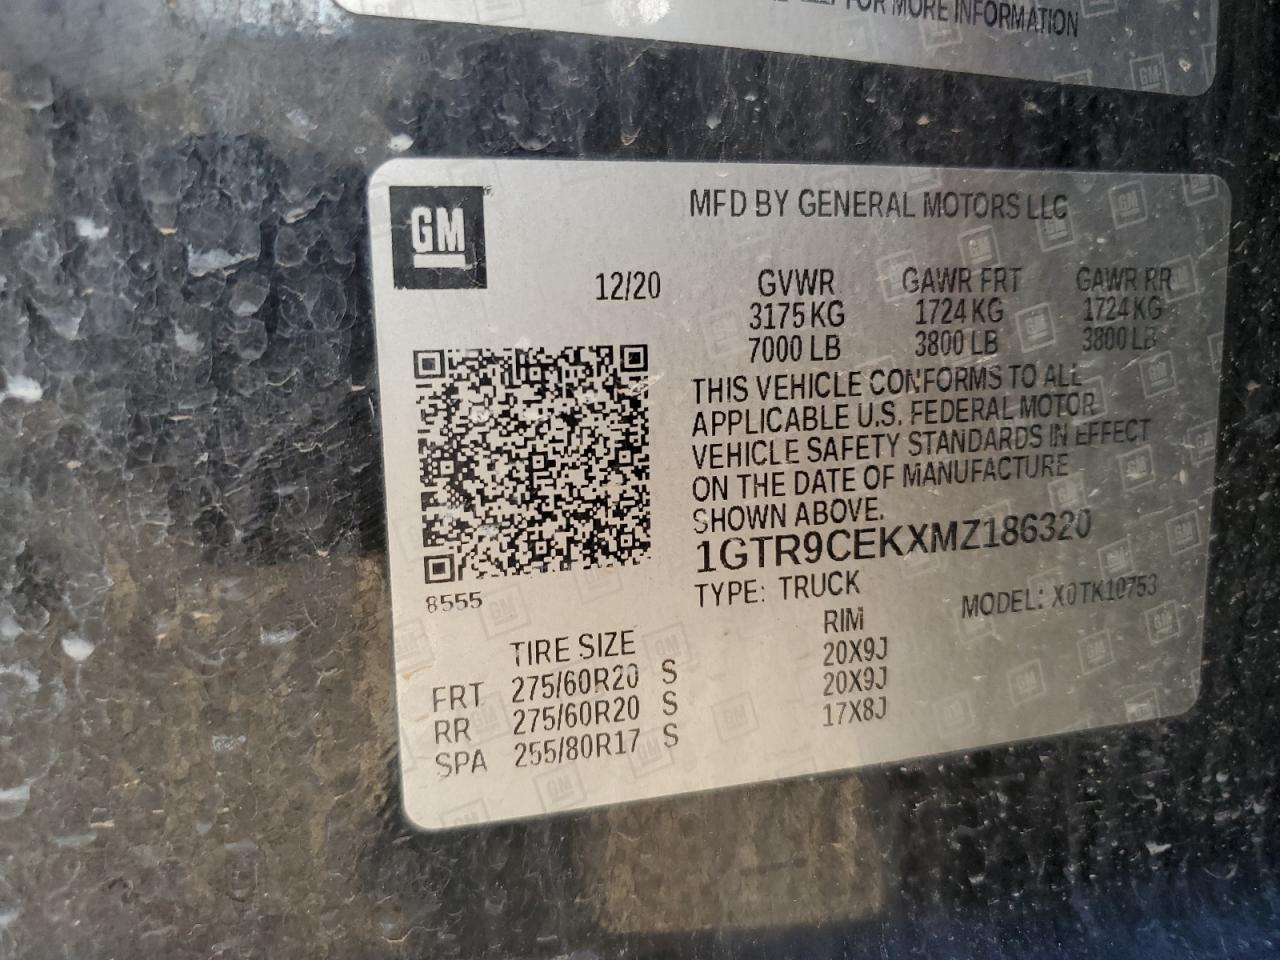 FOR MORE INFORMATION
GM
MFD BY GENERAL MOTORS LLC
12/20
GVWR GAWR FRT GAWR RR
3175 KG 1724 KG 1724 KG
7000 LB 3800 LB 3800 LB
THIS VEHICLE CONFORMS TO ALL
APPLICABLE U.S. FEDERAL MOTOR
VEHICLE SAFETY STANDARDS IN EFFECT
ON THE DATE OF MANUFACTURE
SHOWN ABOVE.
1GTR9CEKXMZ186320
TYPE: TRUCK MODEL: X0TK10753
8555
TIRE SIZE RIM
FRT 275/60R20 S 20X9J
RR 275/60R20 S 20X9J
SPA 255/80R17 S 17X8J